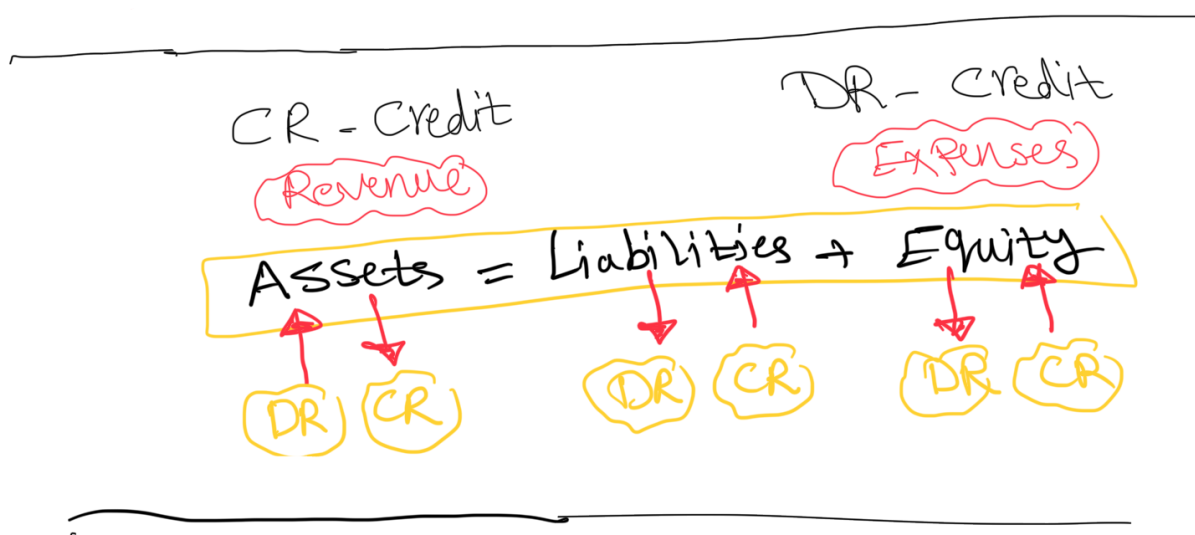 CR - Credit
DR - Credit
Revenue
Expenses
Assets = Liabilities + Equity
DR CR DR CR DR CR